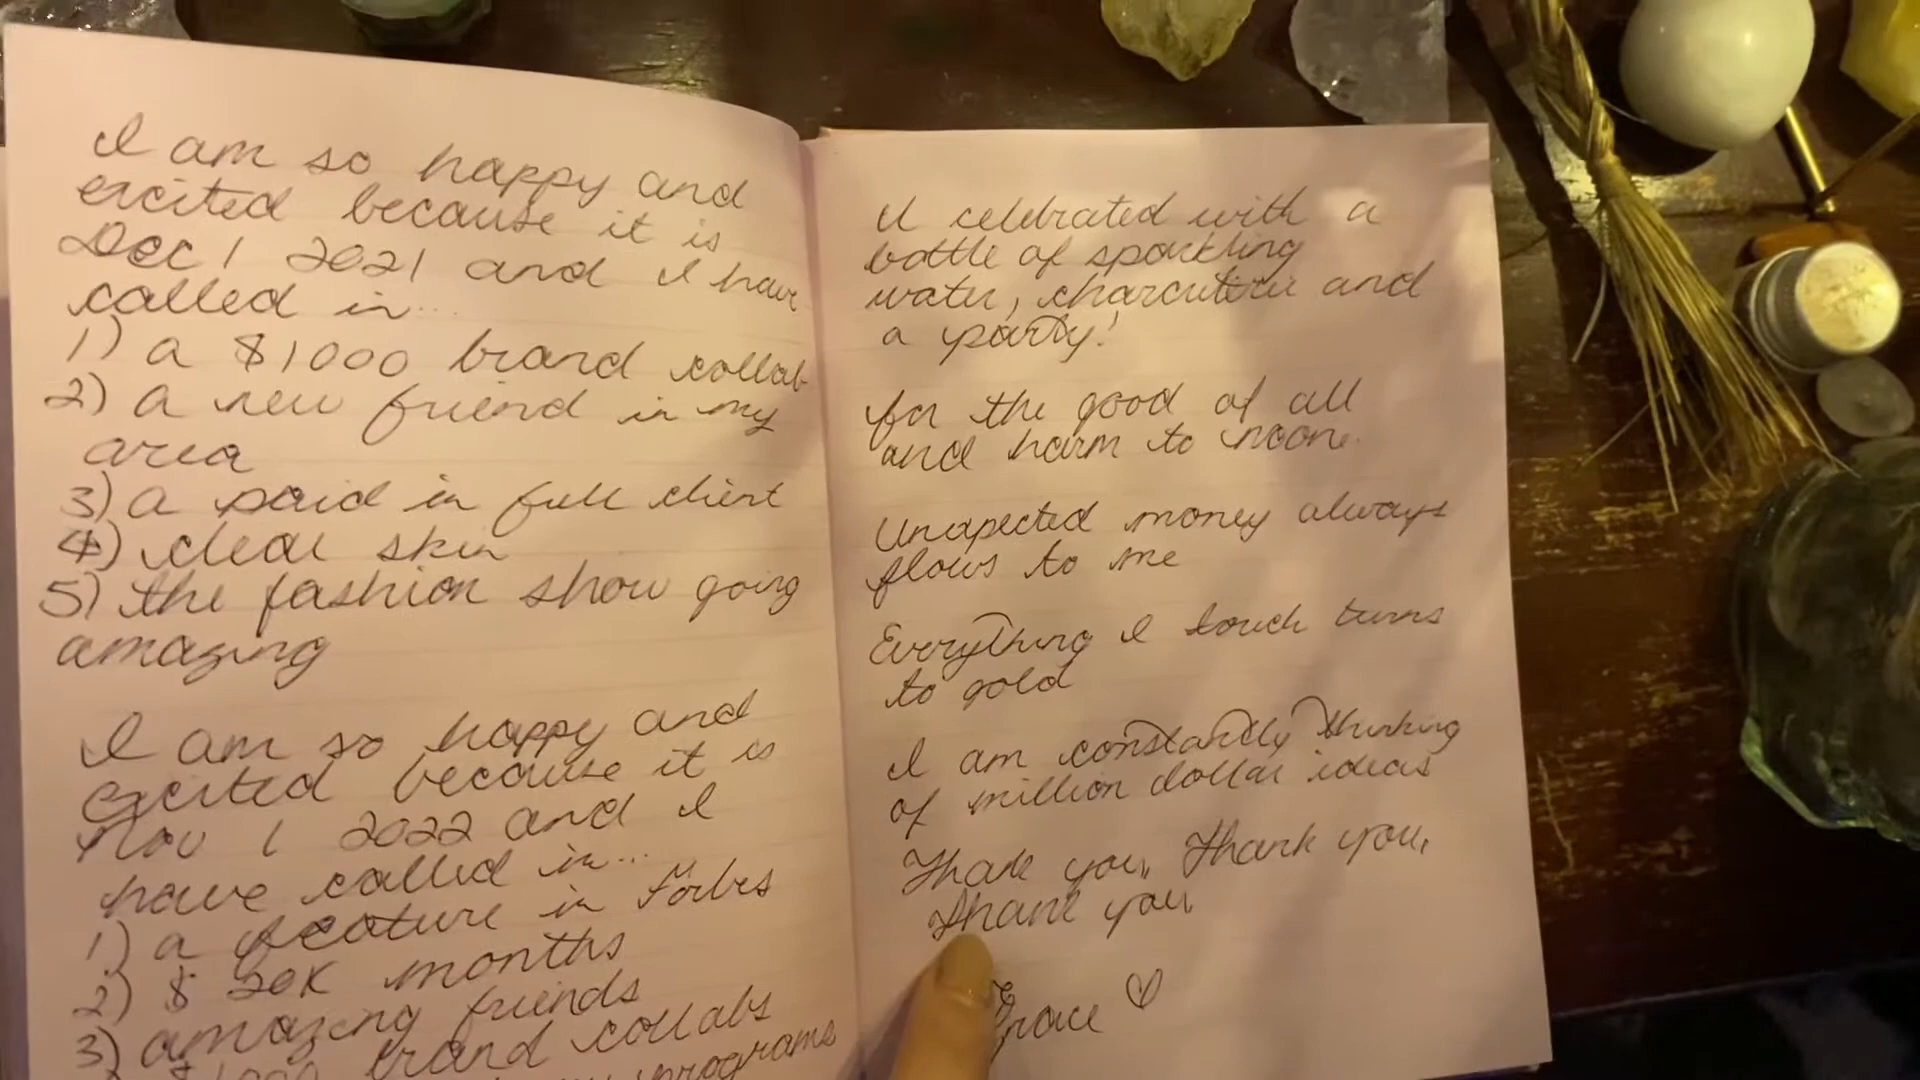 I am so happy and
excited because it is
Dec 1 2021 and I have
called in...
1) a $1000 brand collab
2) a new friend in my
area
3) a paid in full client
4) clear skin
5) the fashion show going
amazing
I am so happy and
excited because it is
Nov 1 2022 and I
have called in...
1) a feature in Forbes
2) $20K months
3) amazing friends
brand collabs
programs
I celebrated with a
bottle of sparkling
water, charcuterie and
a party!
for the good of all
and harm to noone.
Unexpected money always
flows to me
Everything I touch turns
to gold
I am constantly thinking
of million dollar ideas
Thank you, Thank you,
Thank you,
Grace ♡